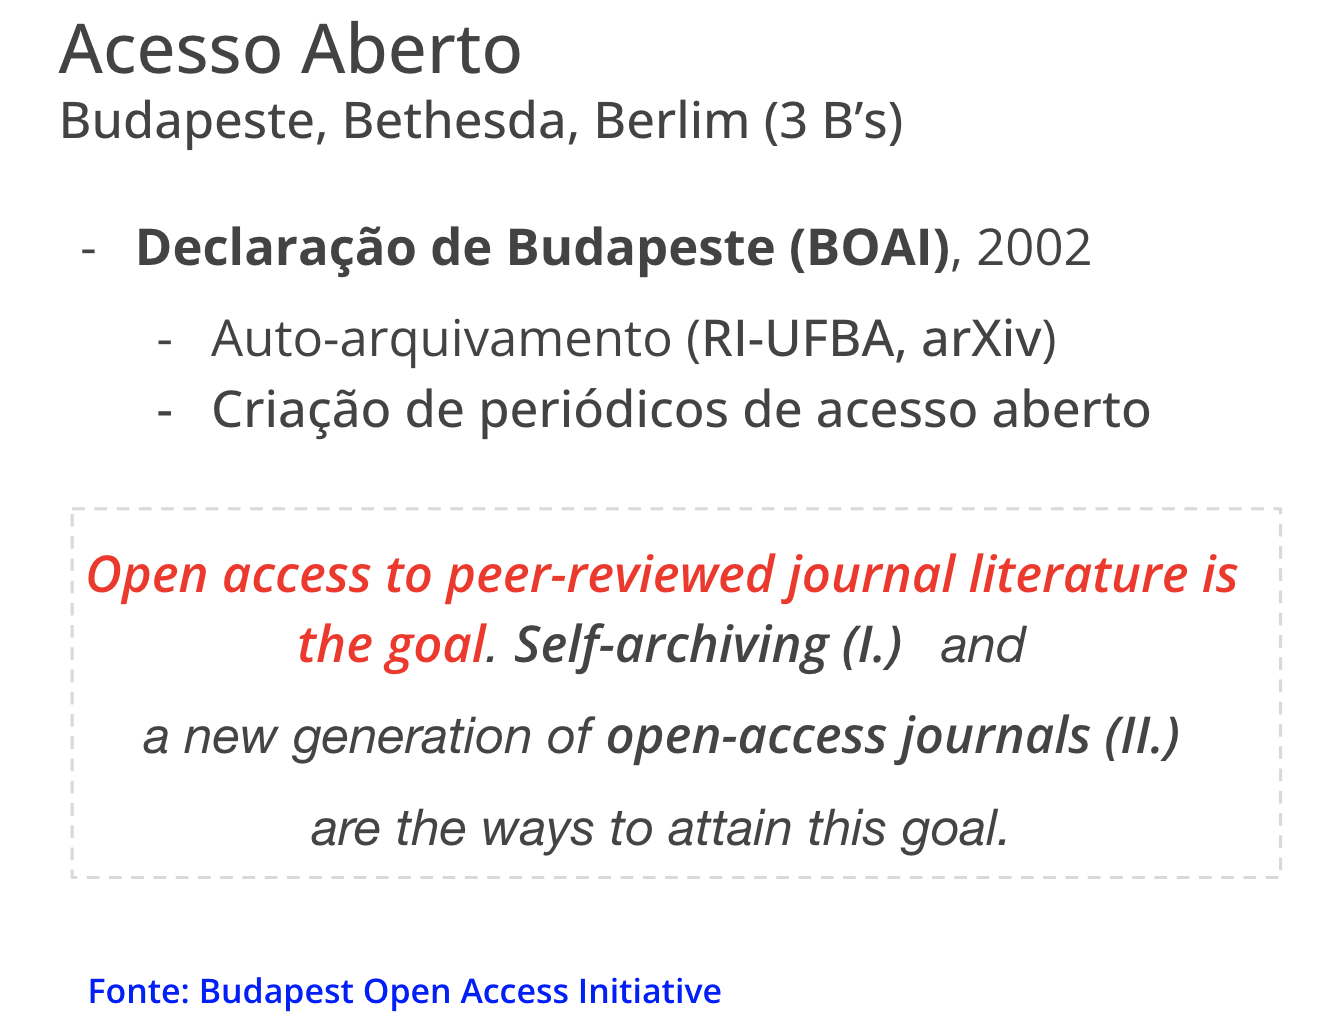 Acesso Aberto
Budapeste, Bethesda, Berlim (3 B’s)
- Declaração de Budapeste (BOAI), 2002
- Auto-arquivamento (RI-UFBA, arXiv)
- Criação de periódicos de acesso aberto
Open access to peer-reviewed journal literature is
the goal. Self-archiving (I.) and
a new generation of open-access journals (II.)
are the ways to attain this goal.
Fonte: Budapest Open Access Initiative